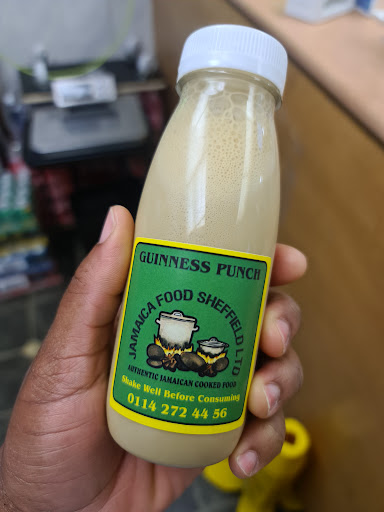 GUINNESS PUNCH
JAMAICA FOOD SHEFFIELD LTD
AUTHENTIC JAMAICAN COOKED FOOD
Shake Well Before Consuming
0114 272 44 56